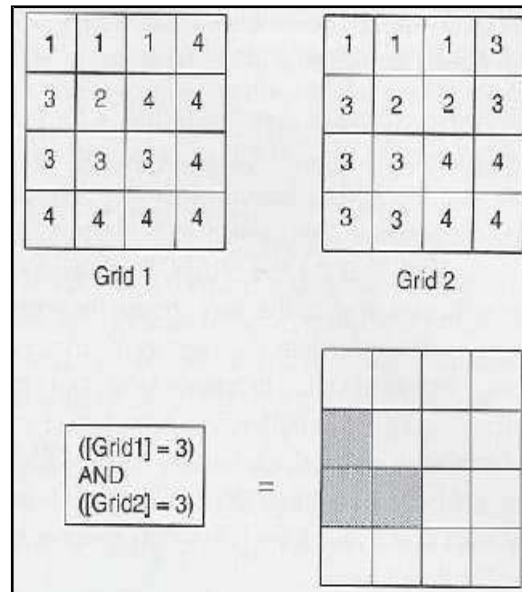 1 1 1 4
3 2 4 4
3 3 3 4
4 4 4 4
Grid 1
1 1 1 3
3 2 2 3
3 3 4 4
3 3 4 4
Grid 2
([Grid1] = 3)
AND
([Grid2] = 3)
=